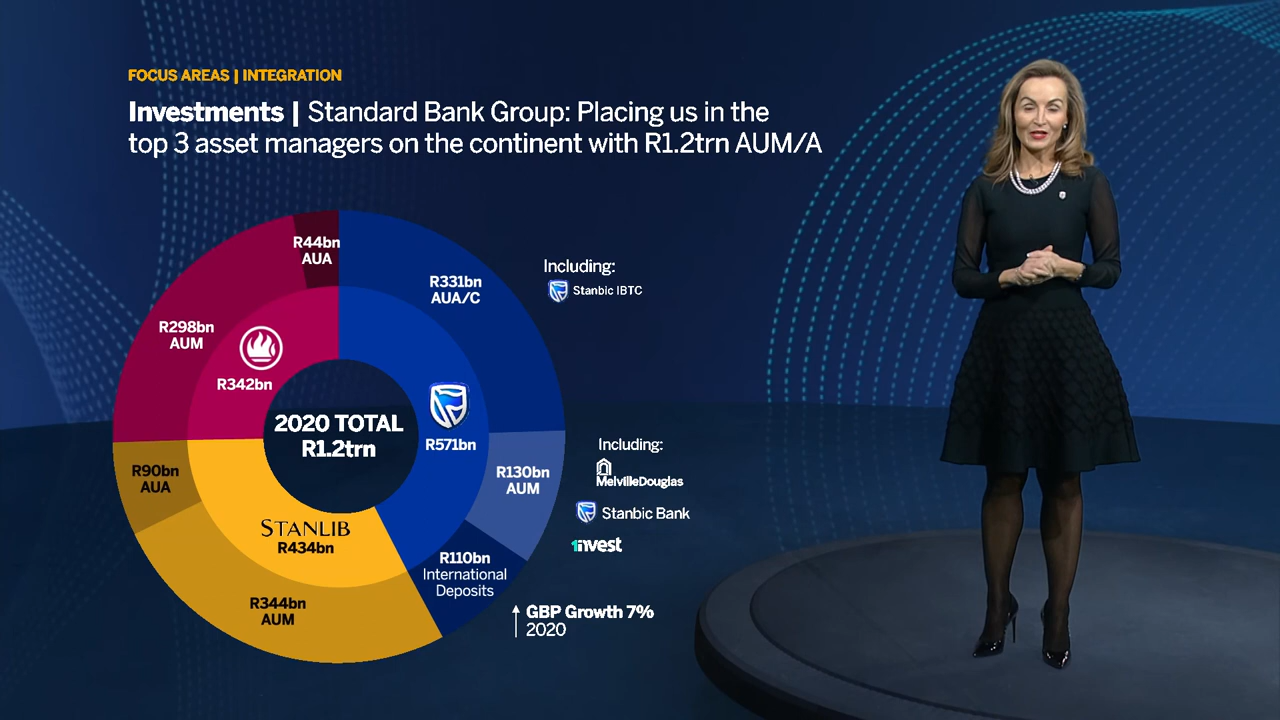 FOCUS AREAS | INTEGRATION
Investments | Standard Bank Group: Placing us in the
top 3 asset managers on the continent with R1.2trn AUM/A
R44bn
AUA
R331bn
AUA/C
Including:
Stanbic IBTC
R298bn
AUM
R342bn
2020 TOTAL
R1.2trn
R571bn
R130bn
AUM
Including:
MelvilleDouglas
Stanbic Bank
1nvest
R90bn
AUA
STANLIB
R434bn
R110bn
International
Deposits
R344bn
AUM
GBP Growth 7%
2020